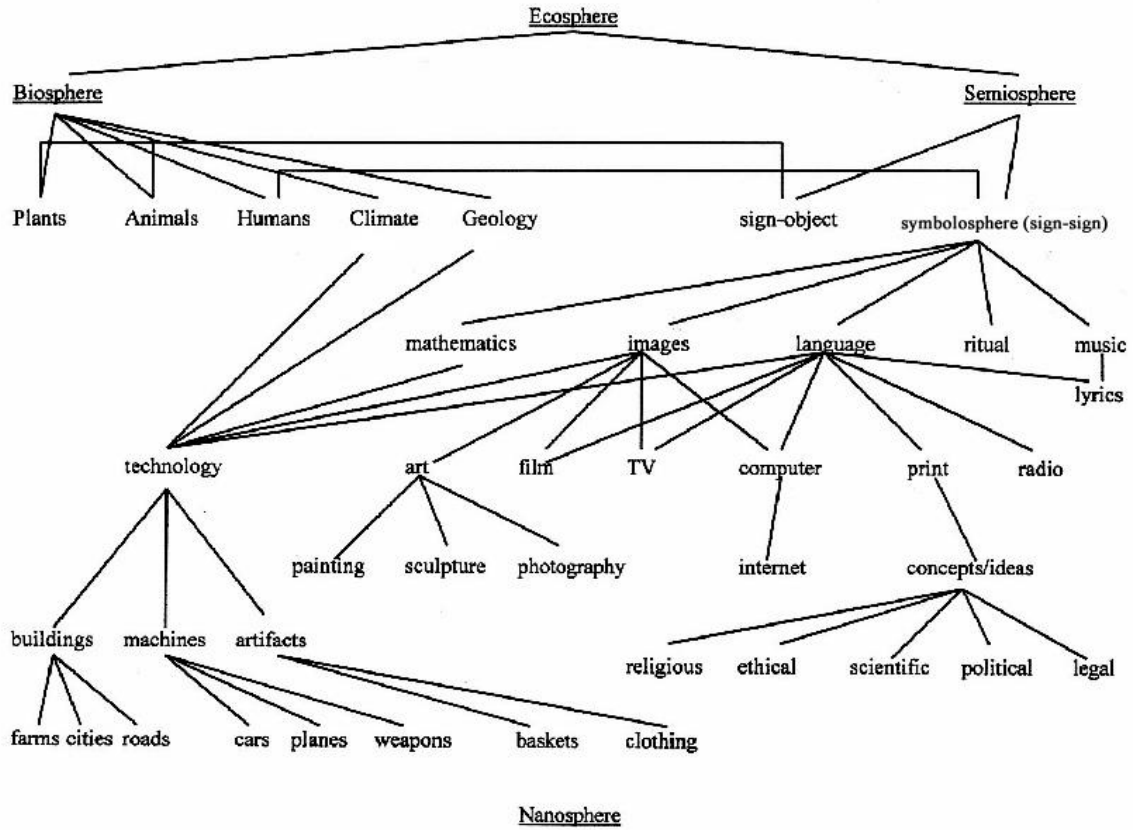 Ecosphere
Biosphere Semiosphere
Plants Animals Humans Climate Geology sign-object symbolosphere (sign-sign)
mathematics images language ritual music
lyrics
technology art film TV computer print radio
painting sculpture photography internet concepts/ideas
buildings machines artifacts
religious ethical scientific political legal
farms cities roads cars planes weapons baskets clothing
Nanosphere